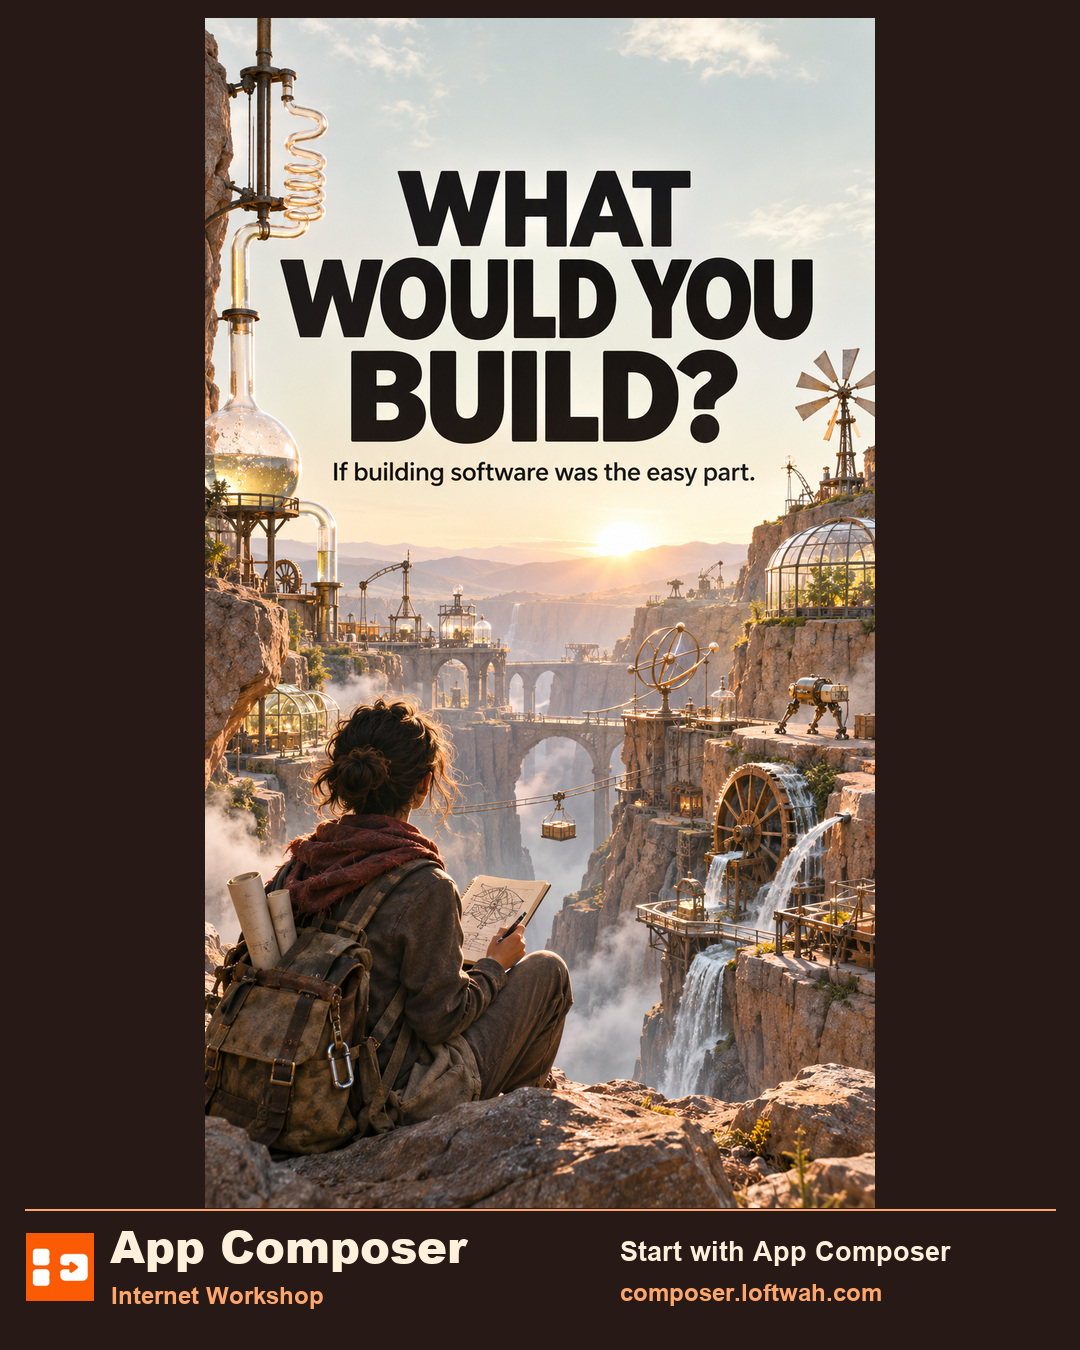 WHAT
WOULD YOU
BUILD?
If building software was the easy part.
App Composer
Internet Workshop
Start with App Composer
composer.loftwah.com